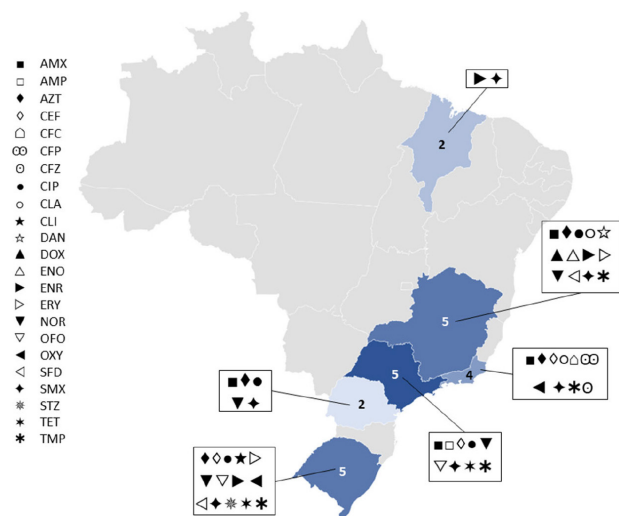 AMX
AMP
AZT
CEF
CFC
CFP
CFZ
CIP
CLA
CLI
DAN
DOX
ENO
ENR
ERY
NOR
OFO
OXY
SFD
SMX
STZ
TET
TMP
2
5
5
4
2
5